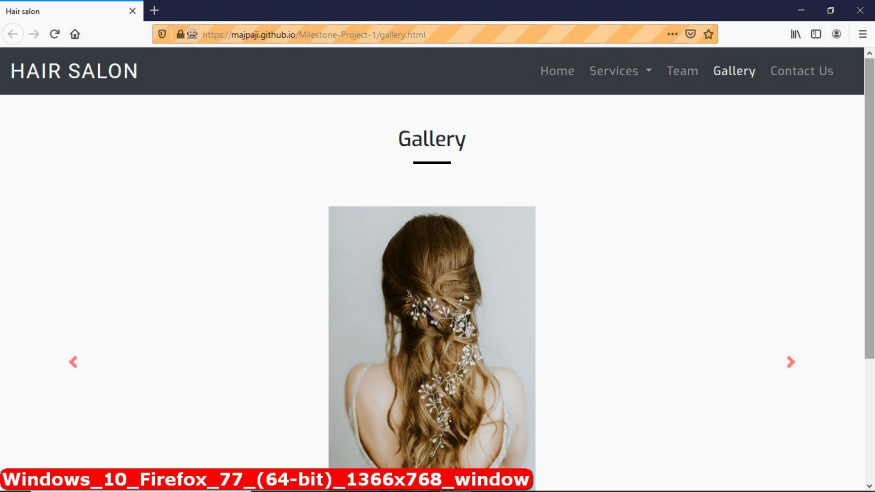 Hair salon
https://majpaji.github.io/Milestone-Project-1/gallery.html
HAIR SALON
Home Services Team Gallery Contact Us
Gallery
Windows_10_Firefox_77_(64-bit)_1366x768_window